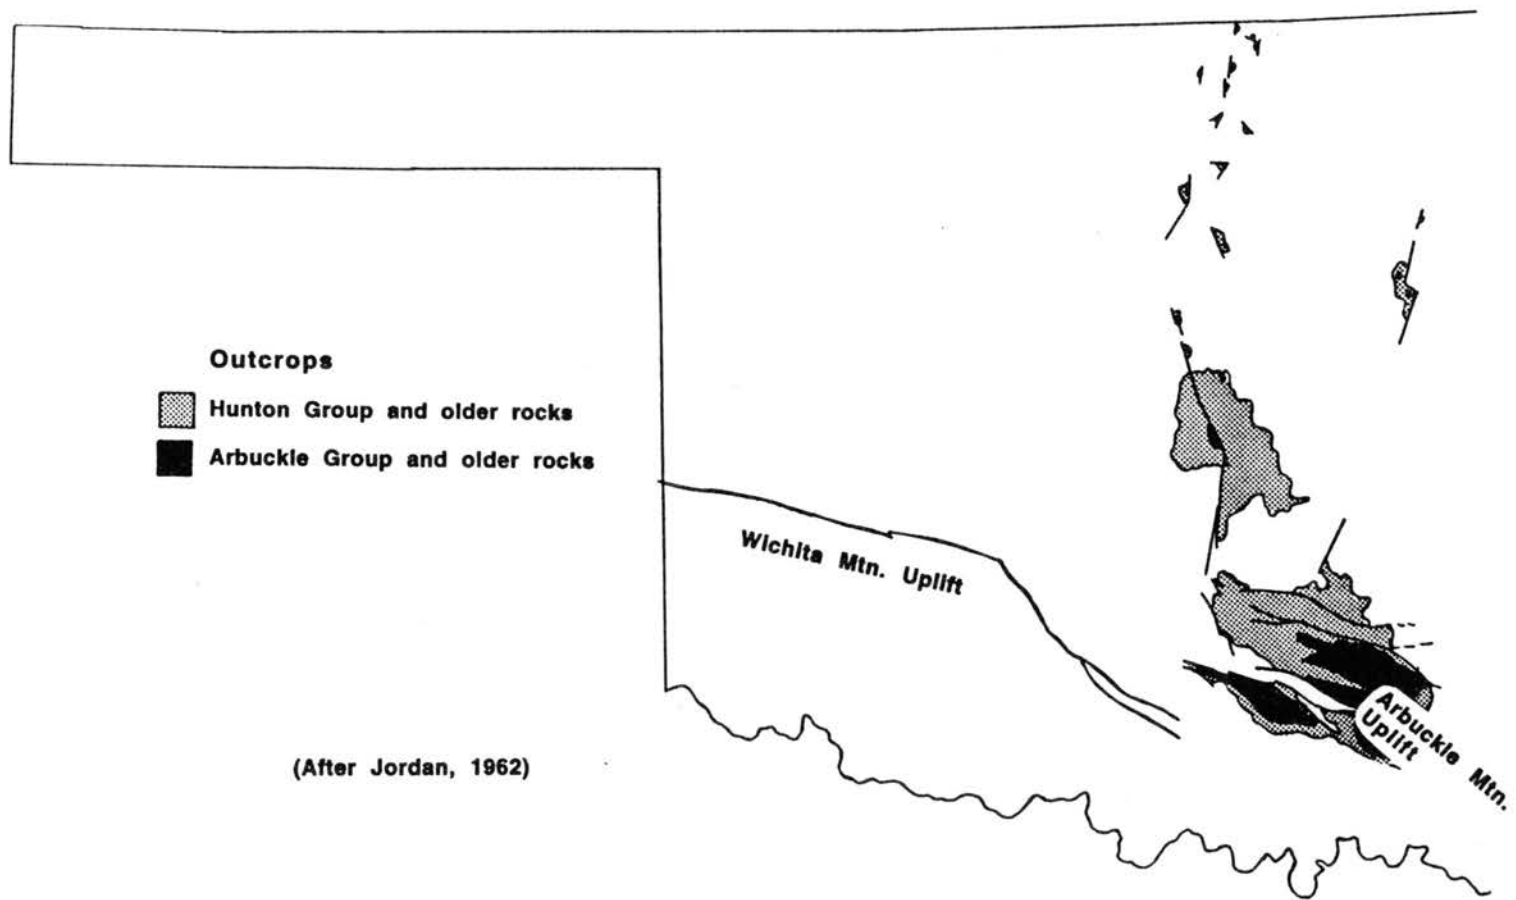 Outcrops
Hunton Group and older rocks
Arbuckle Group and older rocks
Wichita Mtn. Uplift
Arbuckle Mtn.
Uplift
(After Jordan, 1962)